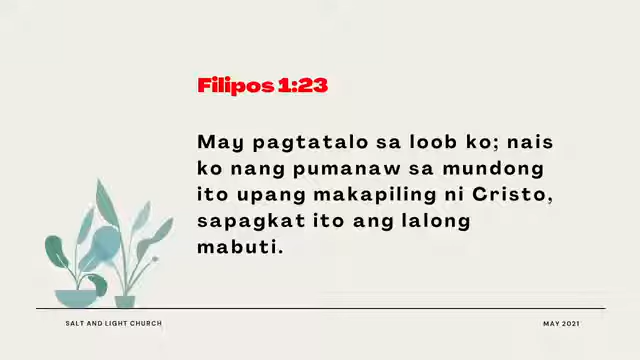 Filipos 1:23
May pagtatalo sa loob ko; nais
ko nang pumanaw sa mundong
ito upang makapiling ni Cristo,
sapagkat ito ang lalong
mabuti.
SALT AND LIGHT CHURCH
MAY 2021